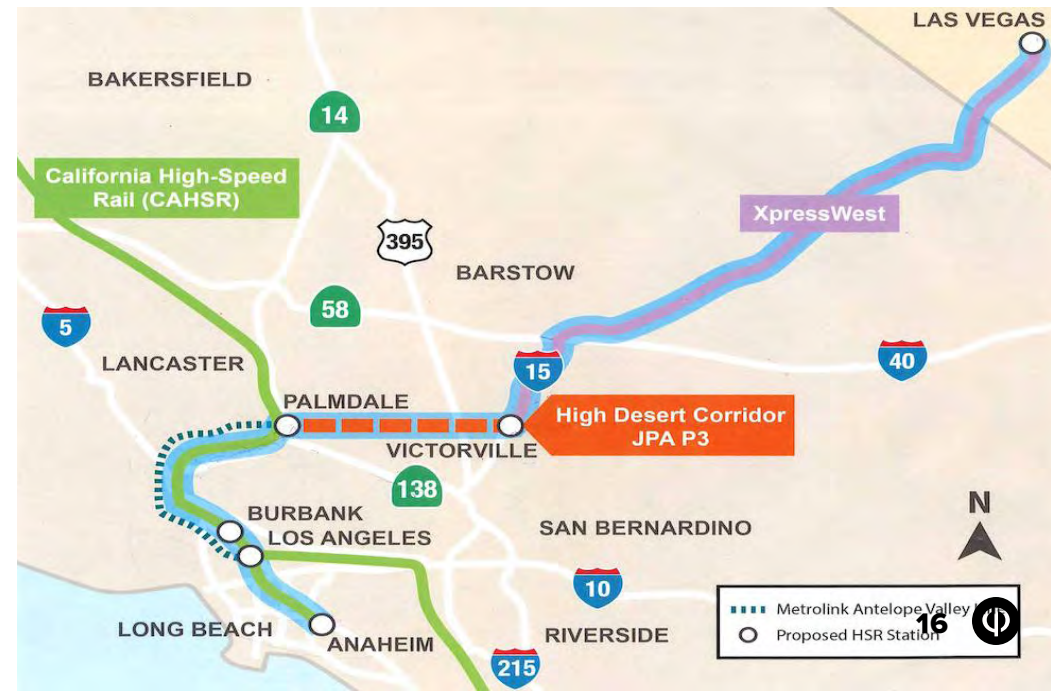 LAS VEGAS
BAKERSFIELD
14
California High-Speed
Rail (CAHSR)
XpressWest
395
BARSTOW
58
5
40
LANCASTER
15
PALMDALE
High Desert Corridor
JPA P3
VICTORVILLE
138
N
BURBANK
LOS ANGELES
SAN BERNARDINO
10
Metrolink Antelope Valley
16
Proposed HSR Station
LONG BEACH
ANAHEIM
RIVERSIDE
215